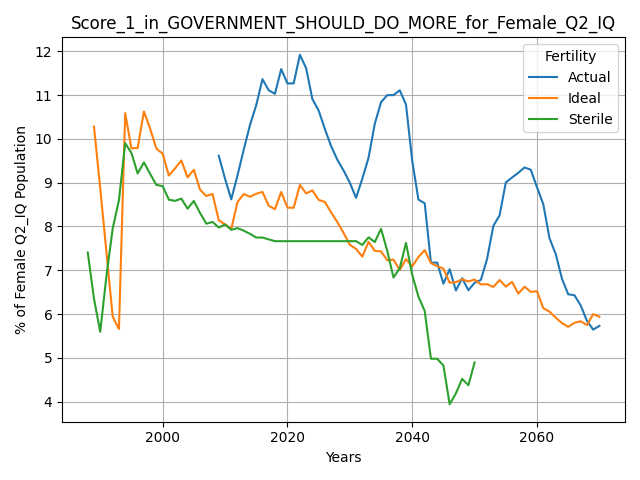 Score_1_in_GOVERNMENT_SHOULD_DO_MORE_for_Female_Q2_IQ
Fertility
Actual
Ideal
Sterile
% of Female Q2_IQ Population
12
11
10
9
8
7
6
5
4
2000 2020 2040 2060
Years